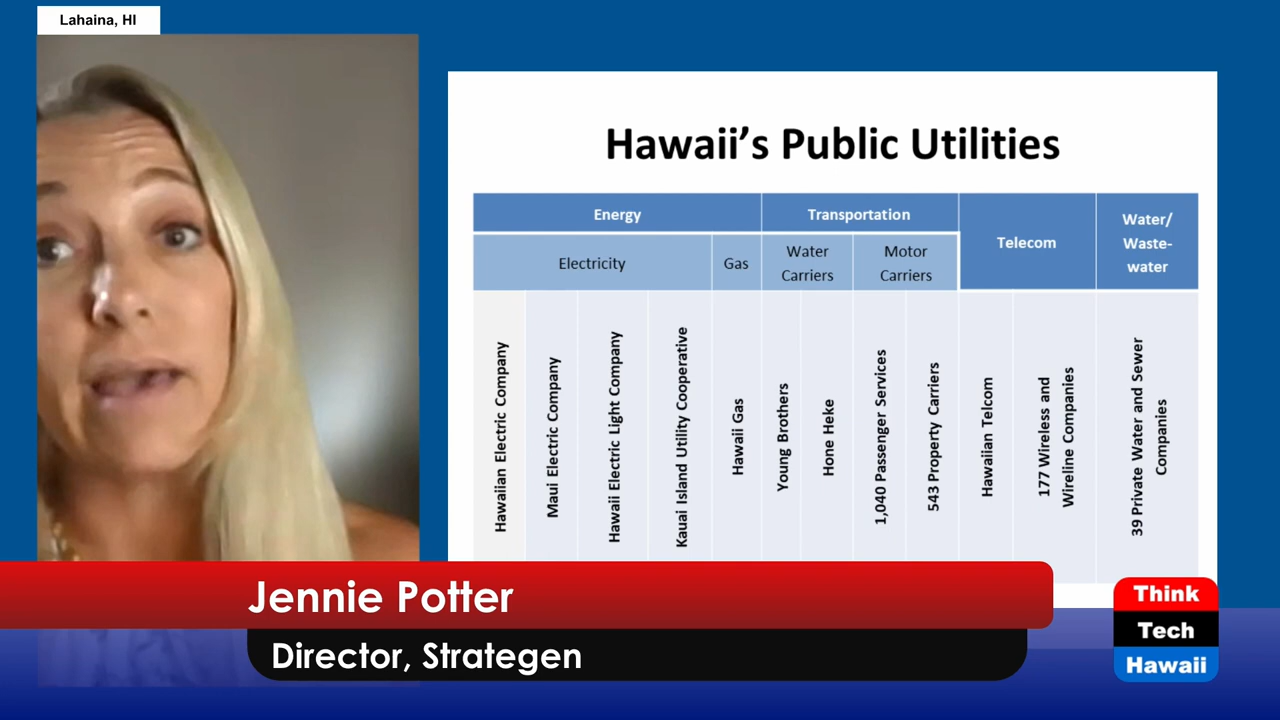 Lahaina, HI
Hawaii’s Public Utilities
Energy
Transportation
Telecom
Water/
Waste-
water
Electricity
Gas
Water
Carriers
Motor
Carriers
Hawaiian Electric Company
Maui Electric Company
Hawaii Electric Light Company
Kauai Island Utility Cooperative
Hawaii Gas
Young Brothers
Hone Heke
1,040 Passenger Services
543 Property Carriers
Hawaiian Telcom
177 Wireless and
Wireline Companies
39 Private Water and Sewer
Companies
Jennie Potter
Director, Strategen
Think
Tech
Hawaii